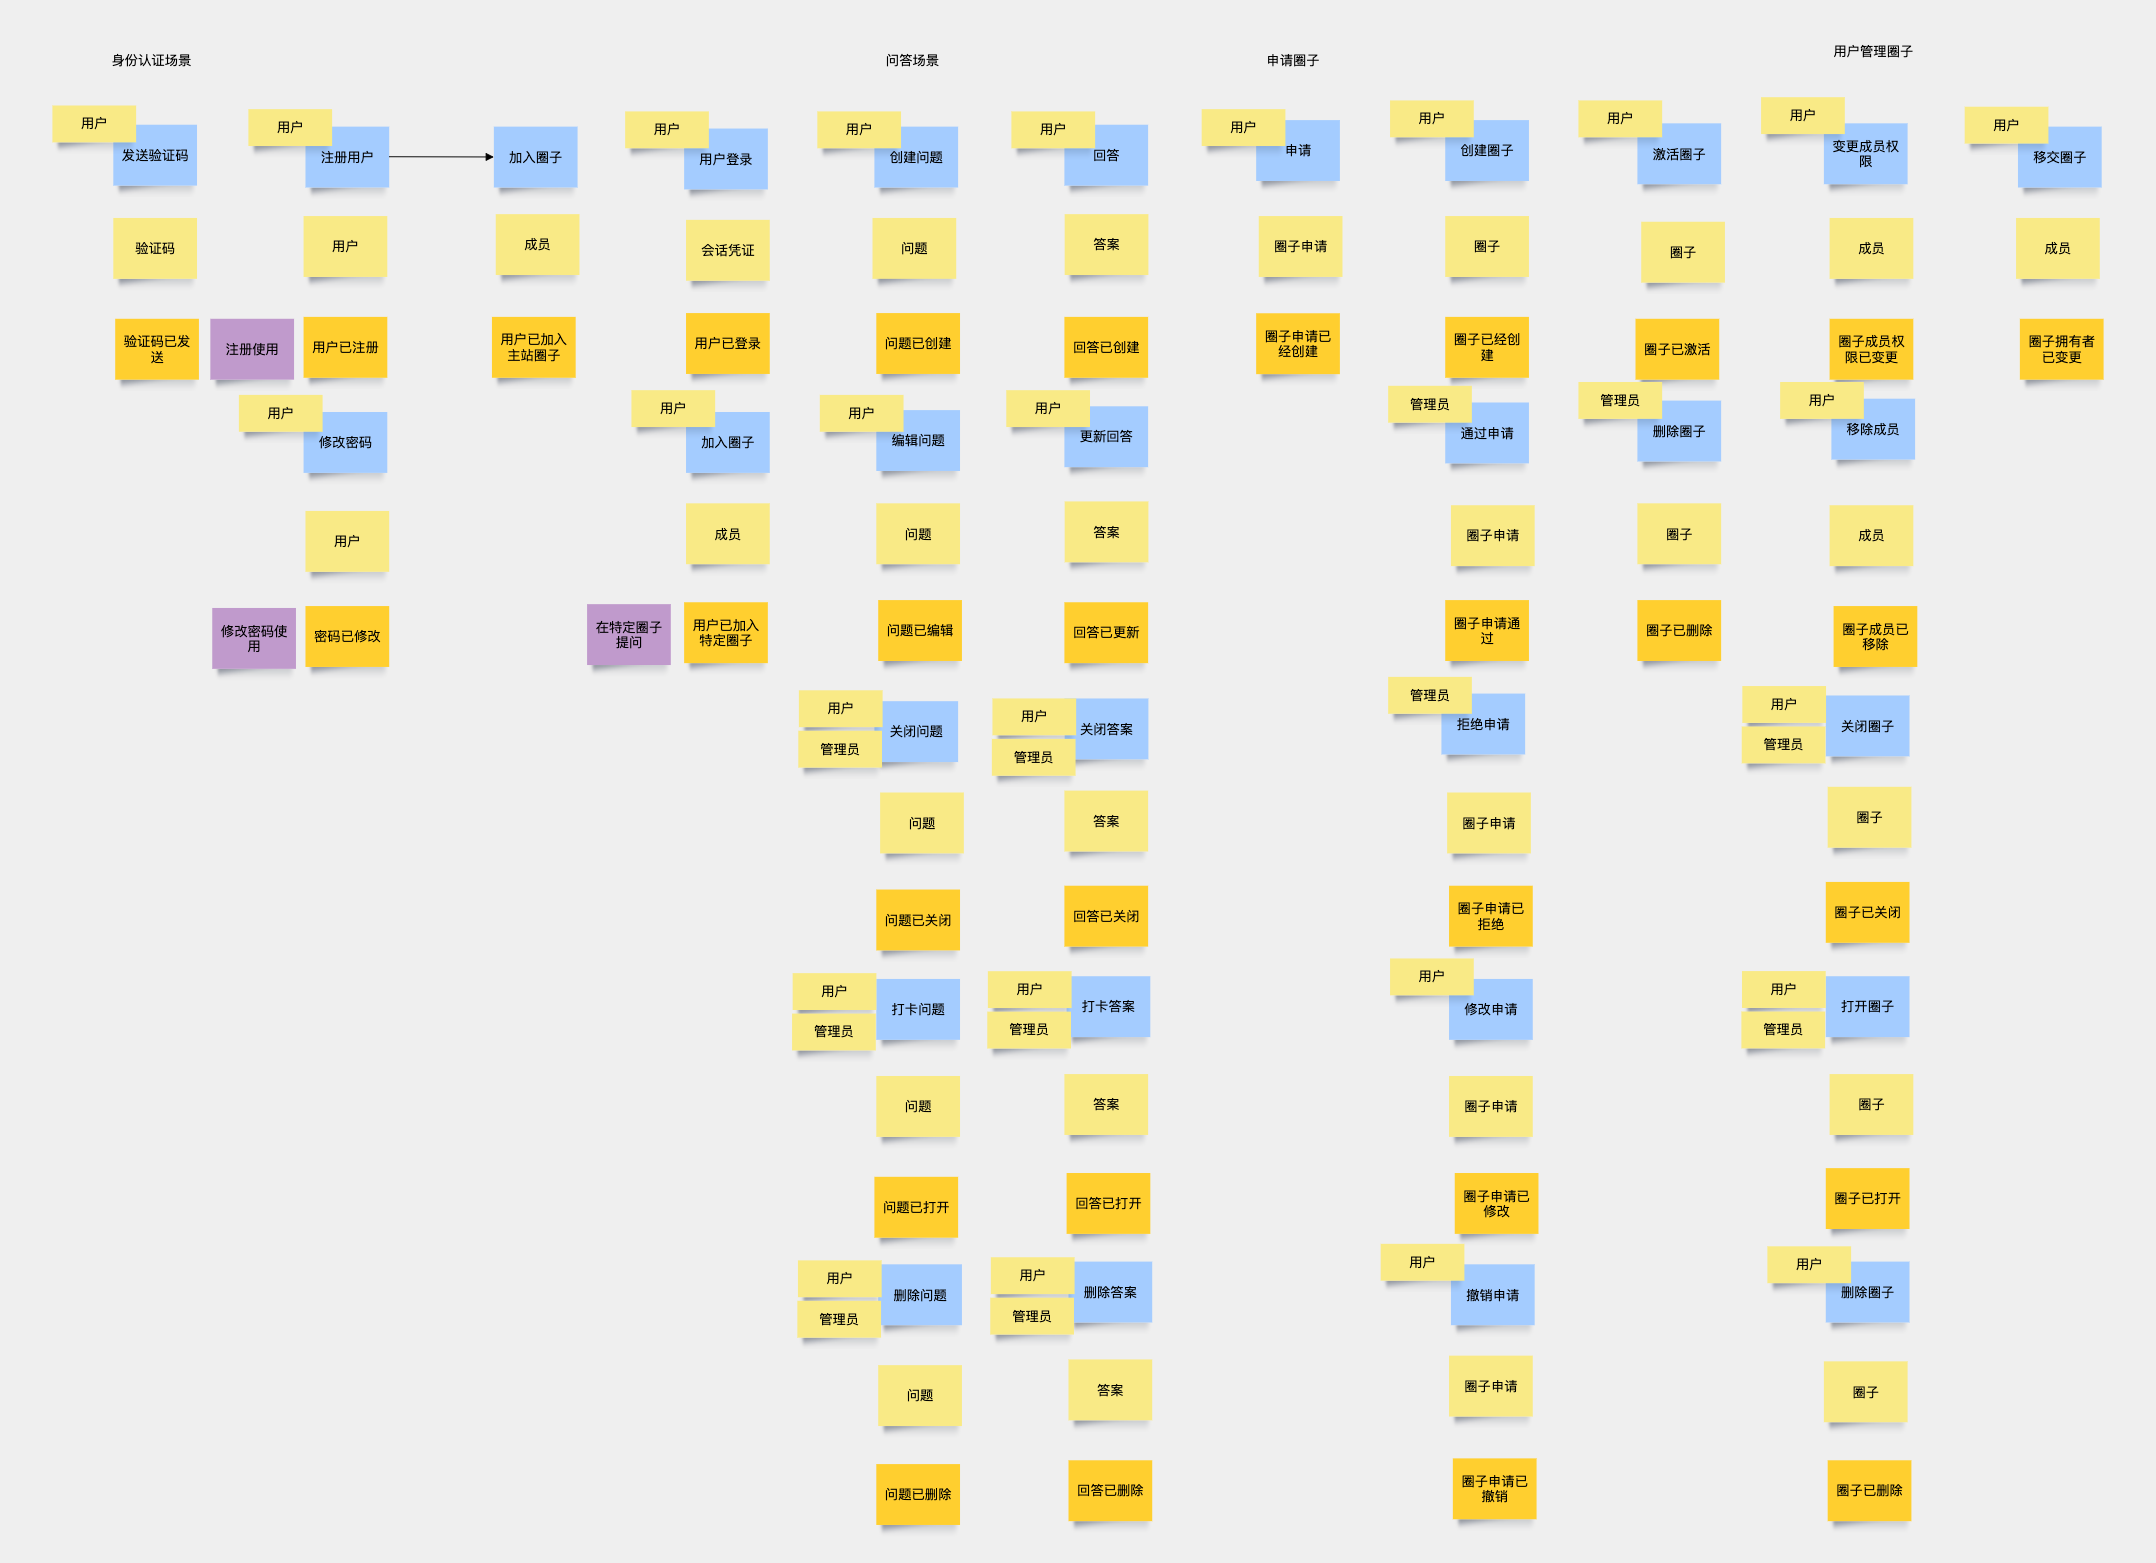 身份认证场景
问答场景
申请圈子
用户管理圈子
用户
发送验证码
验证码
验证码已发
送
用户
注册用户
用户
注册使用
用户已注册
用户
修改密码
用户
修改密码使
用
密码已修改
加入圈子
成员
用户已加入
主站圈子
用户
用户登录
会话凭证
用户已登录
用户
加入圈子
成员
在特定圈子
提问
用户已加入
特定圈子
用户
创建问题
问题
问题已创建
用户
编辑问题
问题
问题已编辑
用户
管理员
关闭问题
问题
问题已关闭
用户
管理员
打卡问题
问题
问题已打开
用户
管理员
删除问题
问题
问题已删除
用户
回答
答案
回答已创建
用户
更新回答
答案
回答已更新
用户
管理员
关闭答案
答案
回答已关闭
用户
管理员
打卡答案
答案
回答已打开
用户
管理员
删除答案
答案
回答已删除
用户
申请
圈子申请
圈子申请已
经创建
用户
创建圈子
圈子
圈子已经创
建
管理员
通过申请
圈子申请
圈子申请通
过
管理员
拒绝申请
圈子申请
圈子申请已
拒绝
用户
修改申请
圈子申请
圈子申请已
修改
用户
撤销申请
圈子申请
圈子申请已
撤销
用户
激活圈子
圈子
圈子已激活
管理员
删除圈子
圈子
圈子已删除
用户
变更成员权
限
成员
圈子成员权
限已变更
用户
移除成员
成员
圈子成员已
移除
用户
管理员
关闭圈子
圈子
圈子已关闭
用户
管理员
打开圈子
圈子
圈子已打开
用户
删除圈子
圈子
圈子已删除
用户
移交圈子
成员
圈子拥有者
已变更